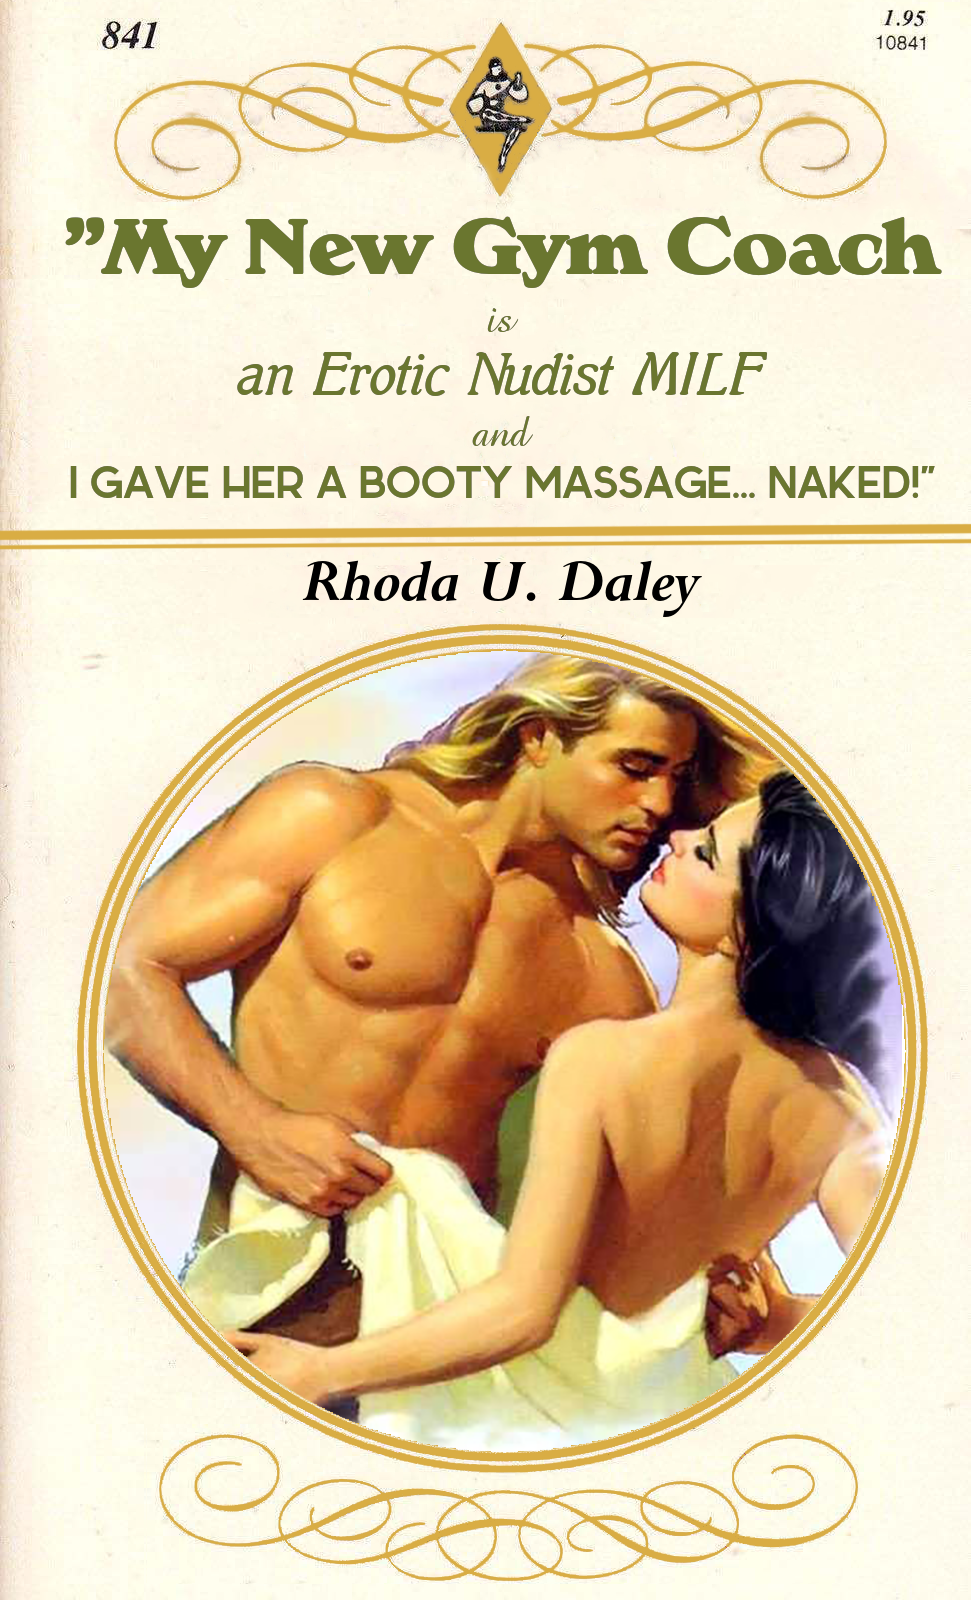 841
1.95
10841
”My New Gym Coach
is
an Erotic Nudist MILF
and
I GAVE HER A BOOTY MASSAGE... NAKED!”
Rhoda U. Daley